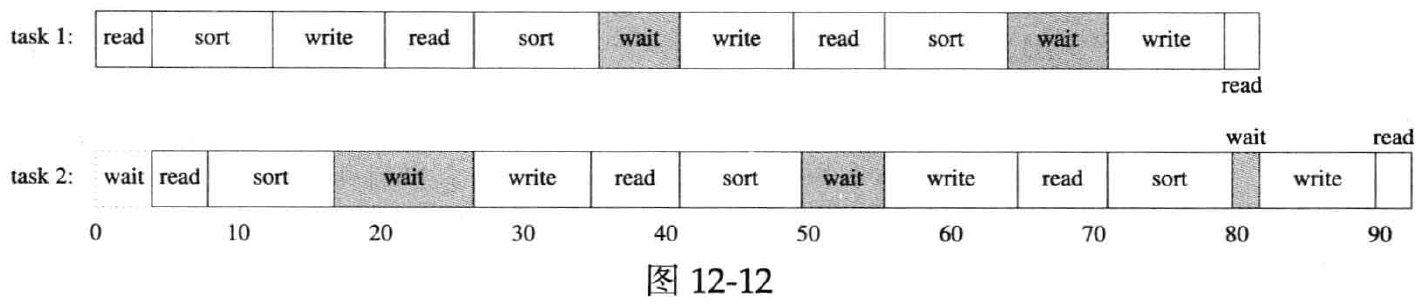 task 1: read sort write read sort wait write read sort wait write
read
wait read
task 2: wait read sort wait write read sort wait write read sort write
0 10 20 30 40 50 60 70 80 90
图 12-12